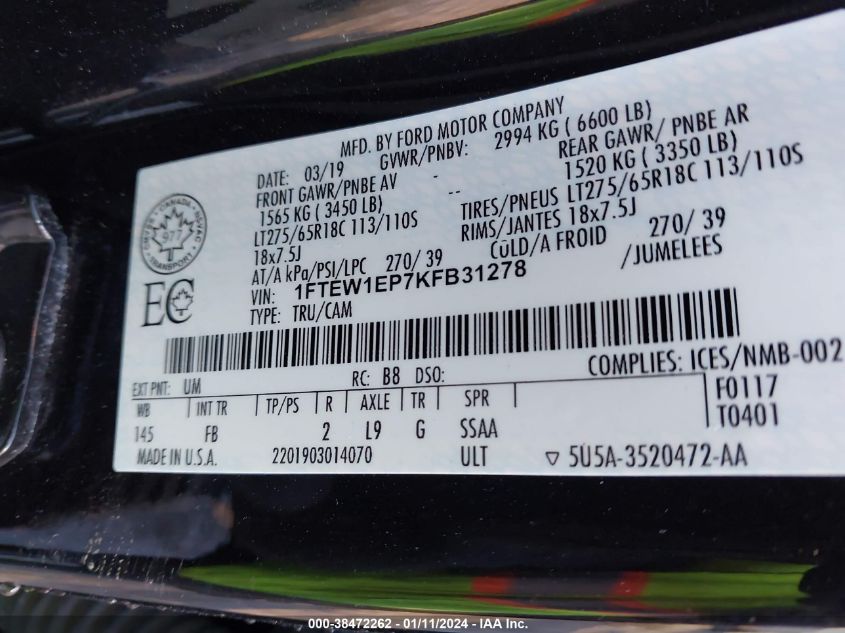 MFD. BY FORD MOTOR COMPANY
DATE: 03/19 GVWR/PNBV: 2994 KG ( 6600 LB)
FRONT GAWR/PNBE AV - REAR GAWR/ PNBE AR
1565 KG ( 3450 LB) -- 1520 KG ( 3350 LB)
LT275/65R18C 113/110S TIRES/PNEUS LT275/65R18C 113/110S
18x7.5J RIMS/JANTES 18x7.5J
AT/A kPa/PSI/LPC 270/ 39 COLD/A FROID 270/ 39
VIN: 1FTEW1EP7KFB31278 /JUMELEES
TYPE: TRU/CAM
CANADA
977
TRANSPORT
EC
COMPLIES: ICES/NMB-002
EXT PNT: UM RC: B8 DSO: F0117
WB INT TR TP/PS R AXLE TR SPR T0401
145 FB 2 L9 G SSAA
MADE IN U.S.A. 2201903014070 ULT ▽ 5U5A-3520472-AA
000-38472262 - 01/11/2024 - IAA Inc.